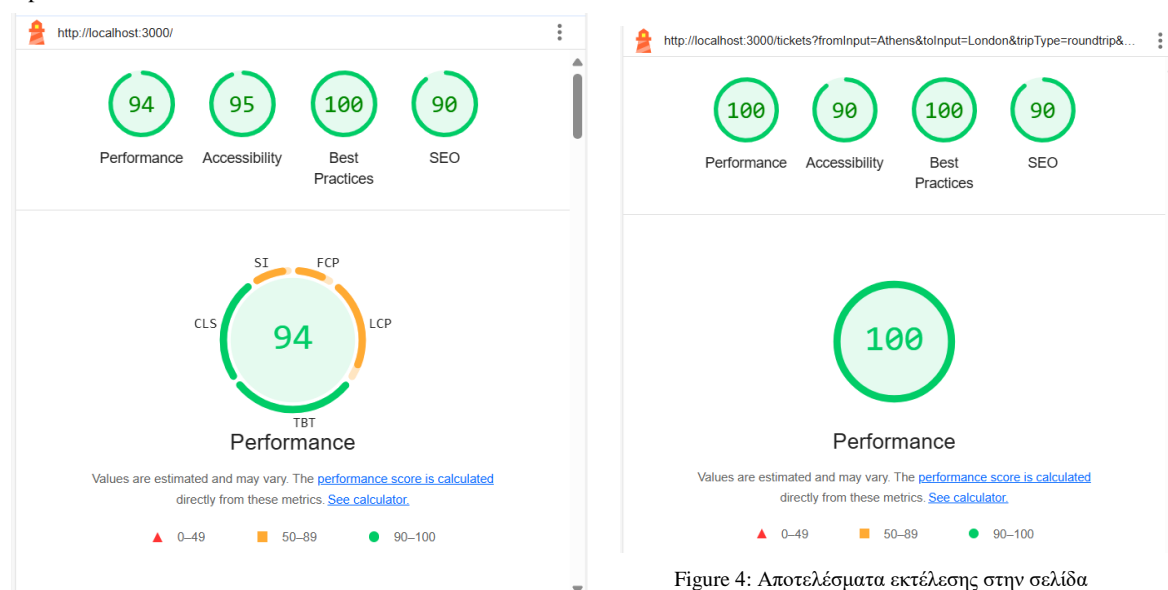 http://localhost:3000/
94 95 100 90
Performance Accessibility Best Practices SEO
SI FCP
CLS LCP
94
TBT
Performance
Values are estimated and may vary. The performance score is calculated
directly from these metrics. See calculator.
0–49 50–89 90–100
http://localhost:3000/tickets?fromInput=Athens&toInput=London&tripType=roundtrip&...
100 90 100 90
Performance Accessibility Best Practices SEO
100
Performance
Values are estimated and may vary. The performance score is calculated
directly from these metrics. See calculator.
0–49 50–89 90–100
Figure 4: Αποτελέσματα εκτέλεσης στην σελίδα